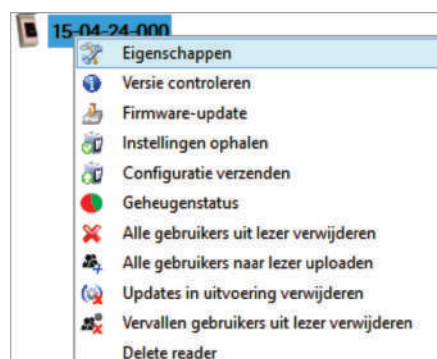 15-04-24-000
Eigenschappen
Versie controleren
Firmware-update
Instellingen ophalen
Configuratie verzenden
Geheugenstatus
Alle gebruikers uit lezer verwijderen
Alle gebruikers naar lezer uploaden
Updates in uitvoering verwijderen
Vervallen gebruikers uit lezer verwijderen
Delete reader